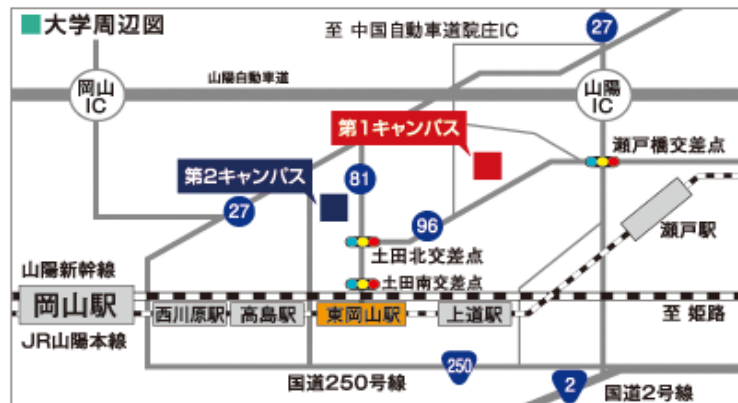 ■大学周辺図
至 中国自動車道院庄IC
27
岡山
IC
山陽自動車道
山陽
IC
第1キャンパス
瀬戸橋交差点
第2キャンパス
81
27
96
瀬戸駅
土田北交差点
山陽新幹線
土田南交差点
岡山駅
西川原駅
高島駅
東岡山駅
上道駅
至 姫路
JR山陽本線
国道250号線
250
2
国道2号線